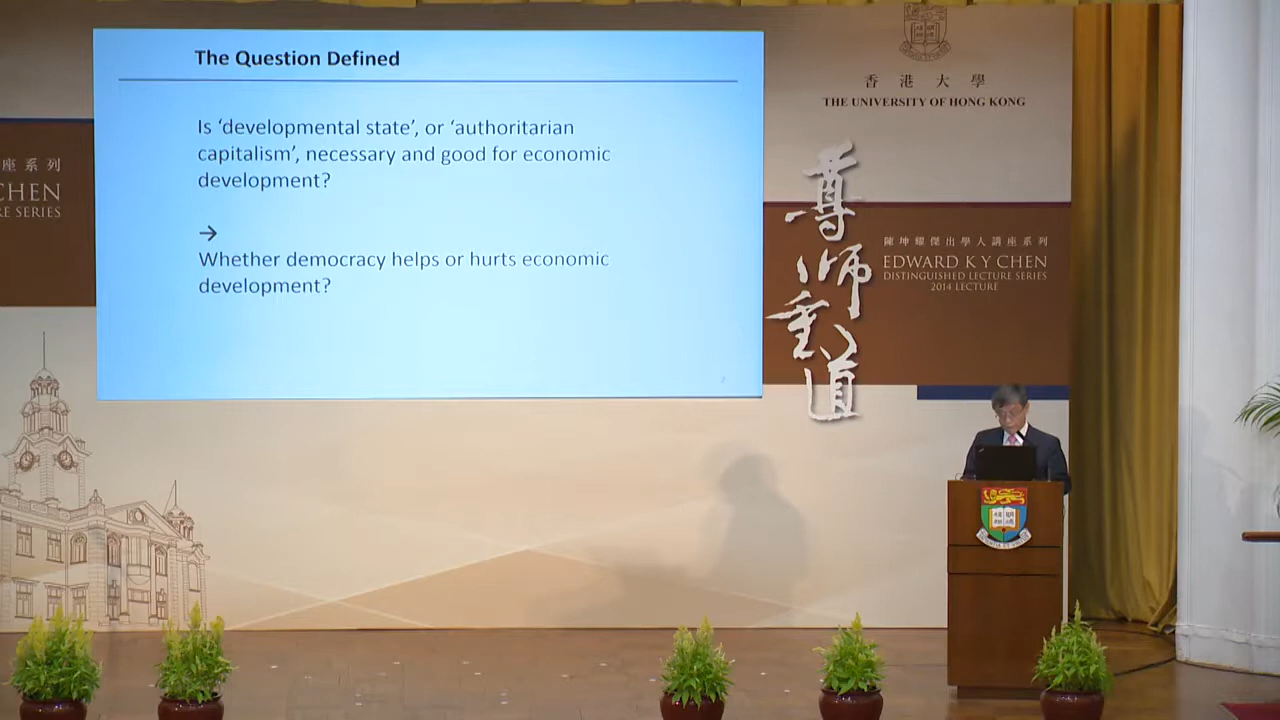 The Question Defined
Is ‘developmental state’, or ‘authoritarian
capitalism’, necessary and good for economic
development?
→
Whether democracy helps or hurts economic
development?
2
香港大學
THE UNIVERSITY OF HONG KONG
尊師重道
陳坤耀傑出學人講座系列
EDWARD K Y CHEN
DISTINGUISHED LECTURE SERIES
2014 LECTURE
座系列
CHEN
RE SERIES